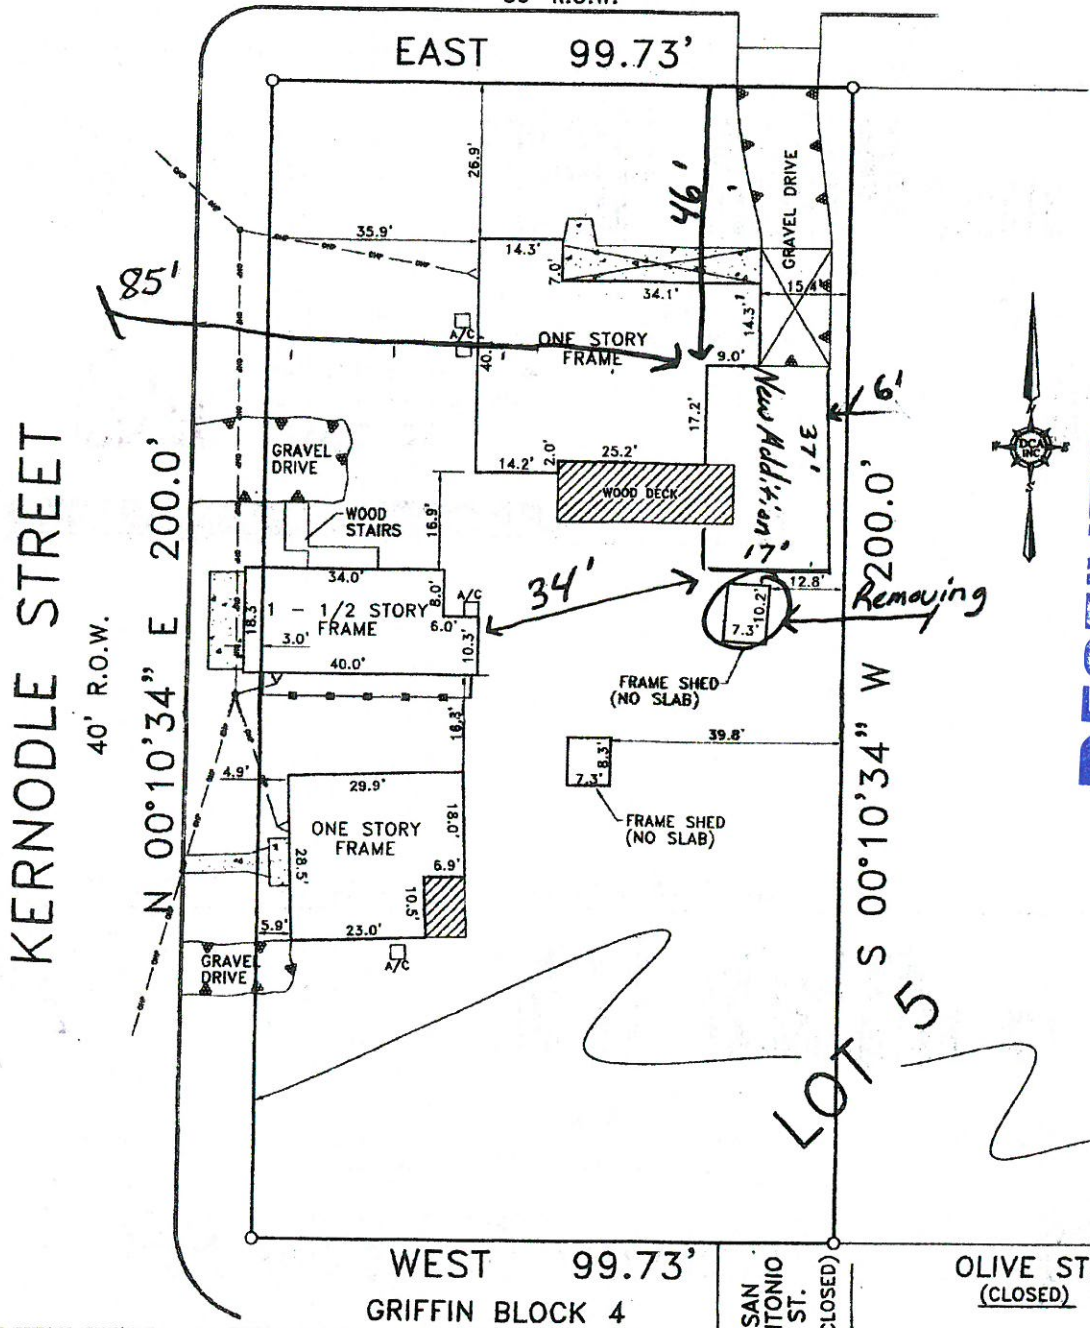 EAST 99.73'
26.9'
46'
GRAVEL DRIVE
35.9'
14.3'
7.0'
34.1'
15.4'
14.3'
85'
A/C
ONE STORY
FRAME
40.
9.0'
New Addition
37'
17'
6'
17.2'
GRAVEL
DRIVE
14.2'
2.0'
25.2'
WOOD DECK
WOOD
STAIRS
16.9'
DCA
INC
34.0'
1 - 1/2 STORY
FRAME
18.3'
3.0'
8.0'
A/C
6.0'
10.3'
40.0'
34'
12.8'
10.2'
7.3'
Removing
FRAME SHED
(NO SLAB)
39.8'
8.3'
7.3'
FRAME SHED
(NO SLAB)
KERNODLE STREET
40' R.O.W.
N 00°10'34" E 200.0'
S 00°10'34" W 200.0'
4.9'
29.9'
ONE STORY
FRAME
18.0'
28.5'
6.9'
10.5'
5.9'
23.0'
A/C
GRAVEL
DRIVE
LOT 5
WEST 99.73'
GRIFFIN BLOCK 4
SAN
NTONIO
ST.
CLOSED)
OLIVE ST
(CLOSED)